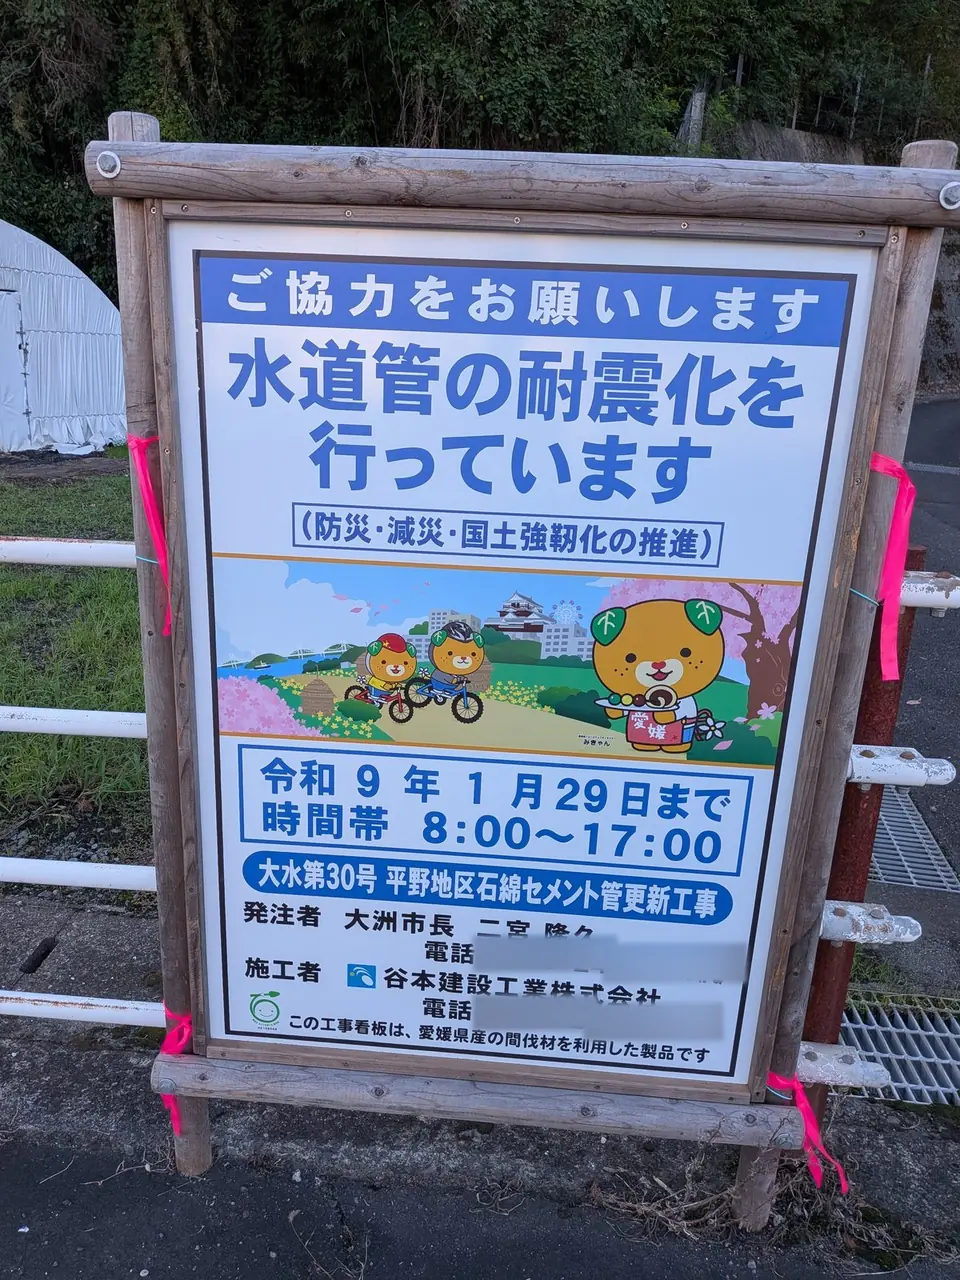 ご協力をお願いします
水道管の耐震化を
行っています
（防災・減災・国土強靱化の推進）
愛媛
みきゃん
令和 9 年 1 月 29 日まで
時間帯 8:00～17:00
大水第30号 平野地区石綿セメント管更新工事
発注者 大洲市長 二宮 隆久
電話
施工者 谷本建設工業株式会社
電話
この工事看板は、愛媛県産の間伐材を利用した製品です